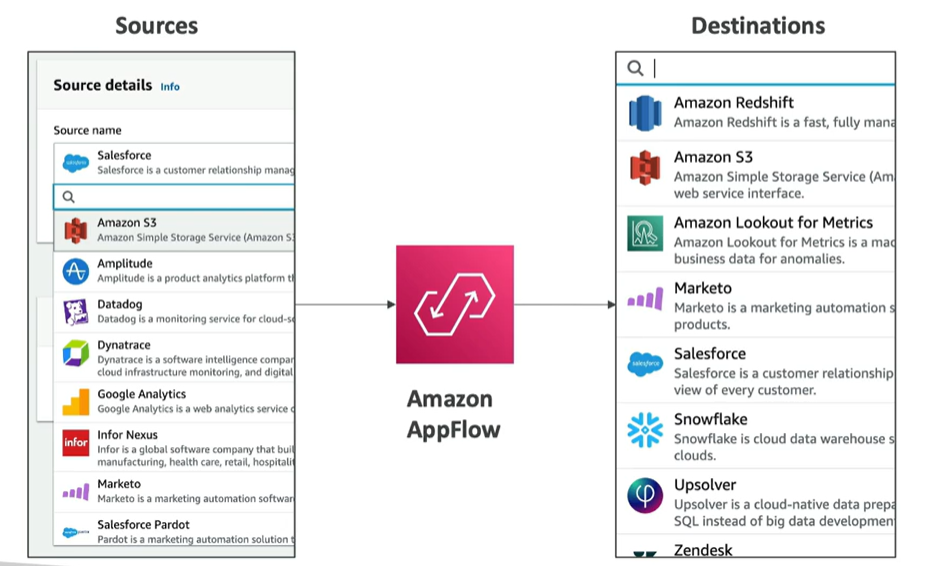 Sources
Source details Info
Source name
Salesforce
Salesforce is a customer relationship manag
Amazon S3
Amazon Simple Storage Service (Amazon S
Amplitude
Amplitude is a product analytics platform t
Datadog
Datadog is a monitoring service for cloud-s
Dynatrace
Dynatrace is a software intelligence compan
cloud infrastructure monitoring, and digital
Google Analytics
Google Analytics is a web analytics service
infor
Infor Nexus
Infor is a global software company that buil
manufacturing, health care, retail, hospitalit
Marketo
Marketo is a marketing automation softwar
Salesforce Pardot
Pardot is a marketing automation solution t
Amazon
AppFlow
Destinations
Amazon Redshift
Amazon Redshift is a fast, fully mana
Amazon S3
Amazon Simple Storage Service (Am
web service interface.
Amazon Lookout for Metrics
Amazon Lookout for Metrics is a mac
business data for anomalies.
Marketo
Marketo is a marketing automation s
products.
salesforce
Salesforce
Salesforce is a customer relationship
view of every customer.
Snowflake
Snowflake is cloud data warehouse s
clouds.
Upsolver
Upsolver is a cloud-native data prepa
SQL instead of big data developmen
Zendesk